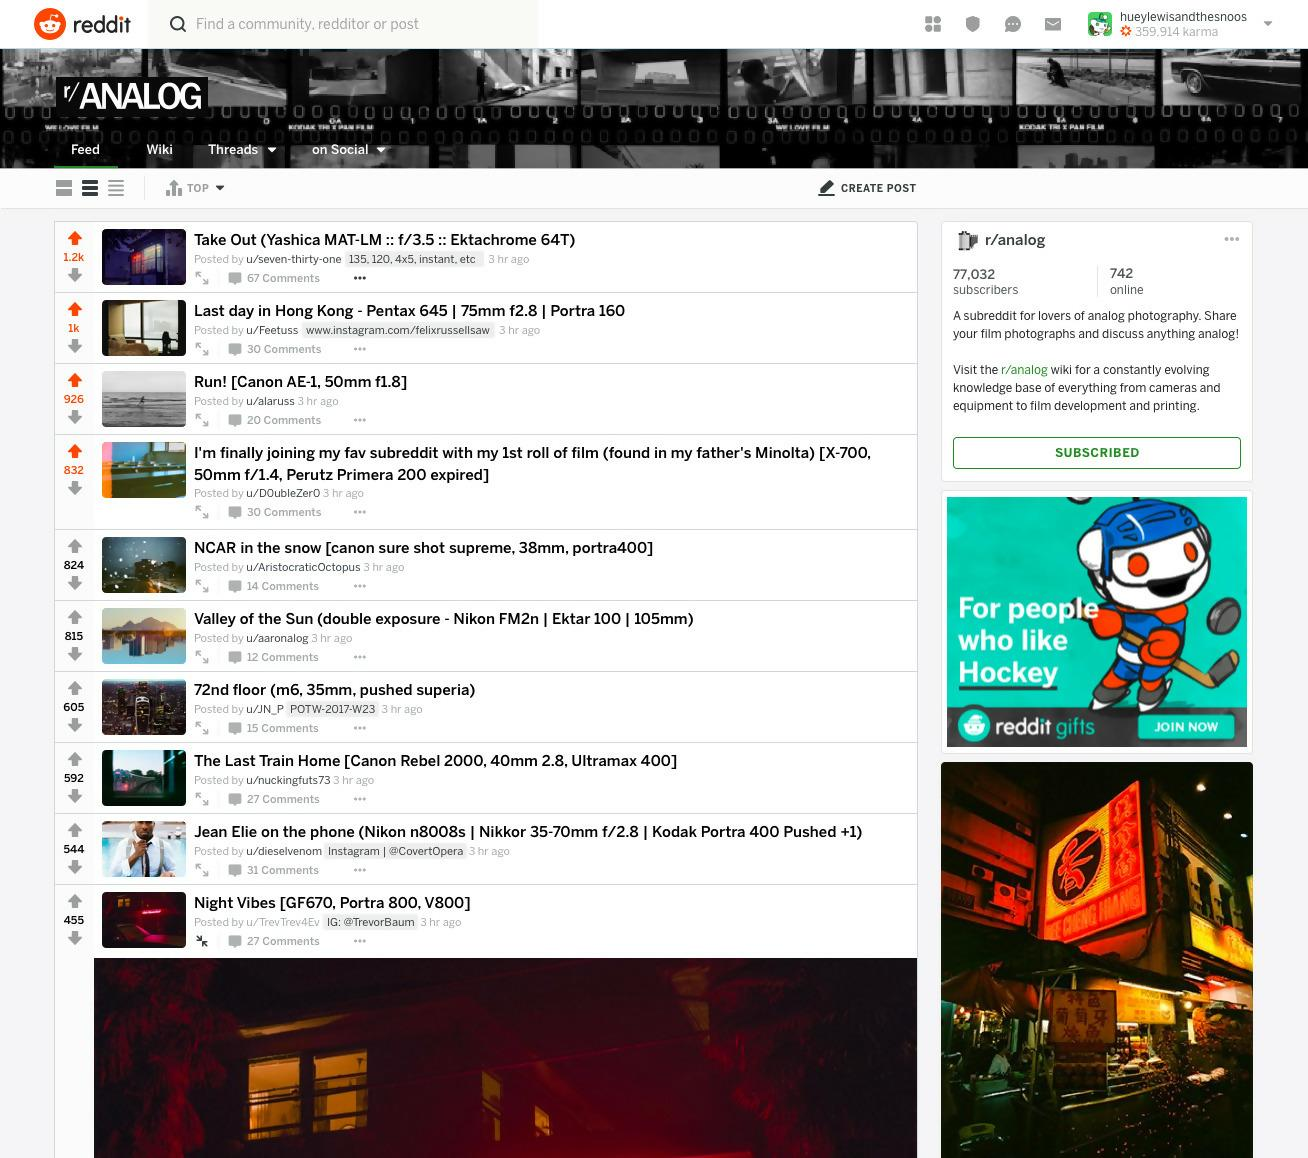 reddit
Find a community, redditor or post
hueylewisandthesnoos
359,914 karma
r/ANALOG
WE LOVE FILM
KODAK TRI X PAN FILM
WE LOVE FILM
KODAK TRI X PAN FILM
Feed
Wiki
Threads
on Social
TOP
CREATE POST
1.2k
Take Out (Yashica MAT-LM :: f/3.5 :: Ektachrome 64T)
Posted by u/seven-thirty-one 135, 120, 4x5, instant, etc 3 hr ago
67 Comments
1k
Last day in Hong Kong - Pentax 645 | 75mm f2.8 | Portra 160
Posted by u/Feetuss www.instagram.com/felixrussellsaw 3 hr ago
30 Comments
926
Run! [Canon AE-1, 50mm f1.8]
Posted by u/alaruss 3 hr ago
20 Comments
832
I'm finally joining my fav subreddit with my 1st roll of film (found in my father's Minolta) [X-700,
50mm f/1.4, Perutz Primera 200 expired]
Posted by u/D0ubleZer0 3 hr ago
30 Comments
824
NCAR in the snow [canon sure shot supreme, 38mm, portra400]
Posted by u/AristocraticOctopus 3 hr ago
14 Comments
815
Valley of the Sun (double exposure - Nikon FM2n | Ektar 100 | 105mm)
Posted by u/aaronalog 3 hr ago
12 Comments
605
72nd floor (m6, 35mm, pushed superia)
Posted by u/JN_P POTW-2017-W23 3 hr ago
15 Comments
592
The Last Train Home [Canon Rebel 2000, 40mm 2.8, Ultramax 400]
Posted by u/nuckingfuts73 3 hr ago
27 Comments
544
Jean Elie on the phone (Nikon n8008s | Nikkor 35-70mm f/2.8 | Kodak Portra 400 Pushed +1)
Posted by u/dieselvenom Instagram | @CovertOpera 3 hr ago
31 Comments
455
Night Vibes [GF670, Portra 800, V800]
Posted by u/TrevTrev4Ev IG: @TrevorBaum 3 hr ago
27 Comments
r/analog
77,032
subscribers
742
online
A subreddit for lovers of analog photography. Share
your film photographs and discuss anything analog!
Visit the r/analog wiki for a constantly evolving
knowledge base of everything from cameras and
equipment to film development and printing.
SUBSCRIBED
For people
who like
Hockey
reddit gifts
JOIN NOW
特色
葡萄牙